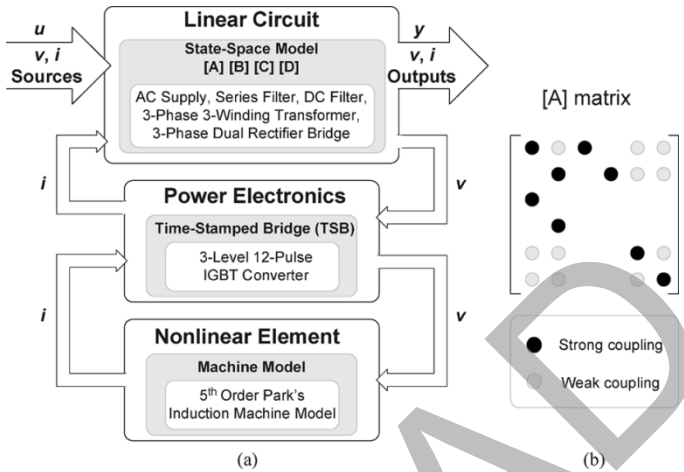 u
v, i
Sources
Linear Circuit
State-Space Model
[A] [B] [C] [D]
AC Supply, Series Filter, DC Filter,
3-Phase 3-Winding Transformer,
3-Phase Dual Rectifier Bridge
y
v, i
Outputs
i
v
Power Electronics
Time-Stamped Bridge (TSB)
3-Level 12-Pulse
IGBT Converter
i
v
Nonlinear Element
Machine Model
5th Order Park's
Induction Machine Model
(a)
[A] matrix
Strong coupling
Weak coupling
(b)